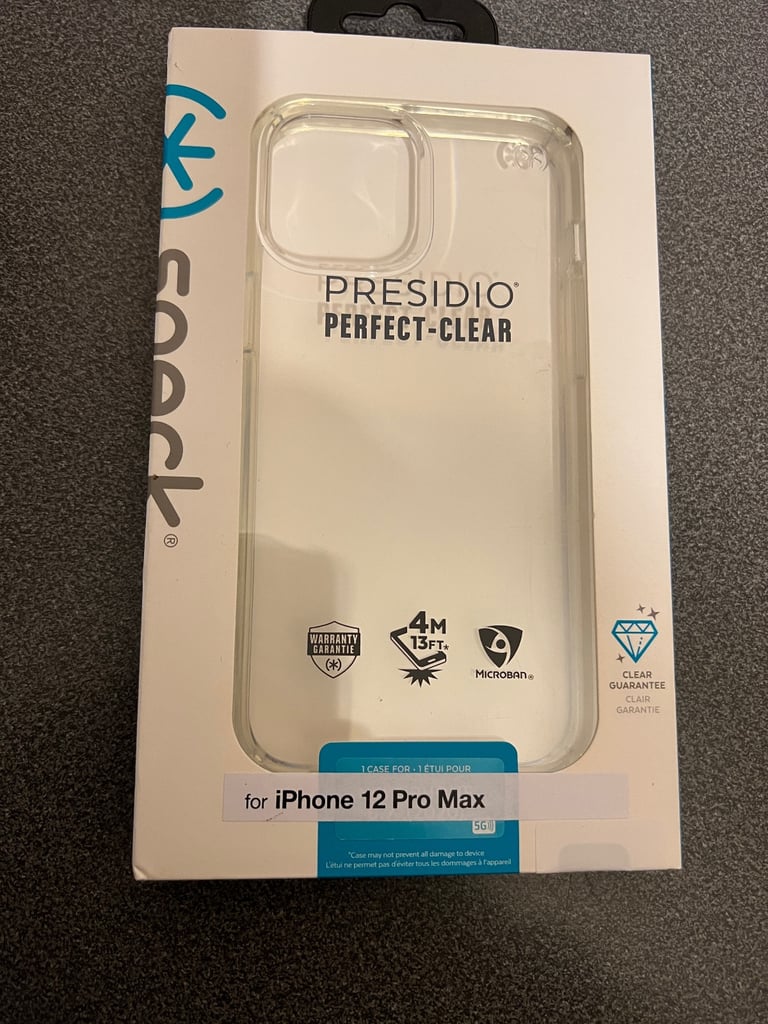 speck®
PRESIDIO®
PERFECT-CLEAR
WARRANTY
GARANTIE
4M
13FT*
MICROBAN®
CLEAR
GUARANTEE
CLAIR
GARANTIE
1 CASE FOR • 1 ÉTUI POUR
for iPhone 12 Pro Max
5G
*Case may not prevent all damage to device
L'étui ne permet pas d'éviter tous les dommages à l'appareil